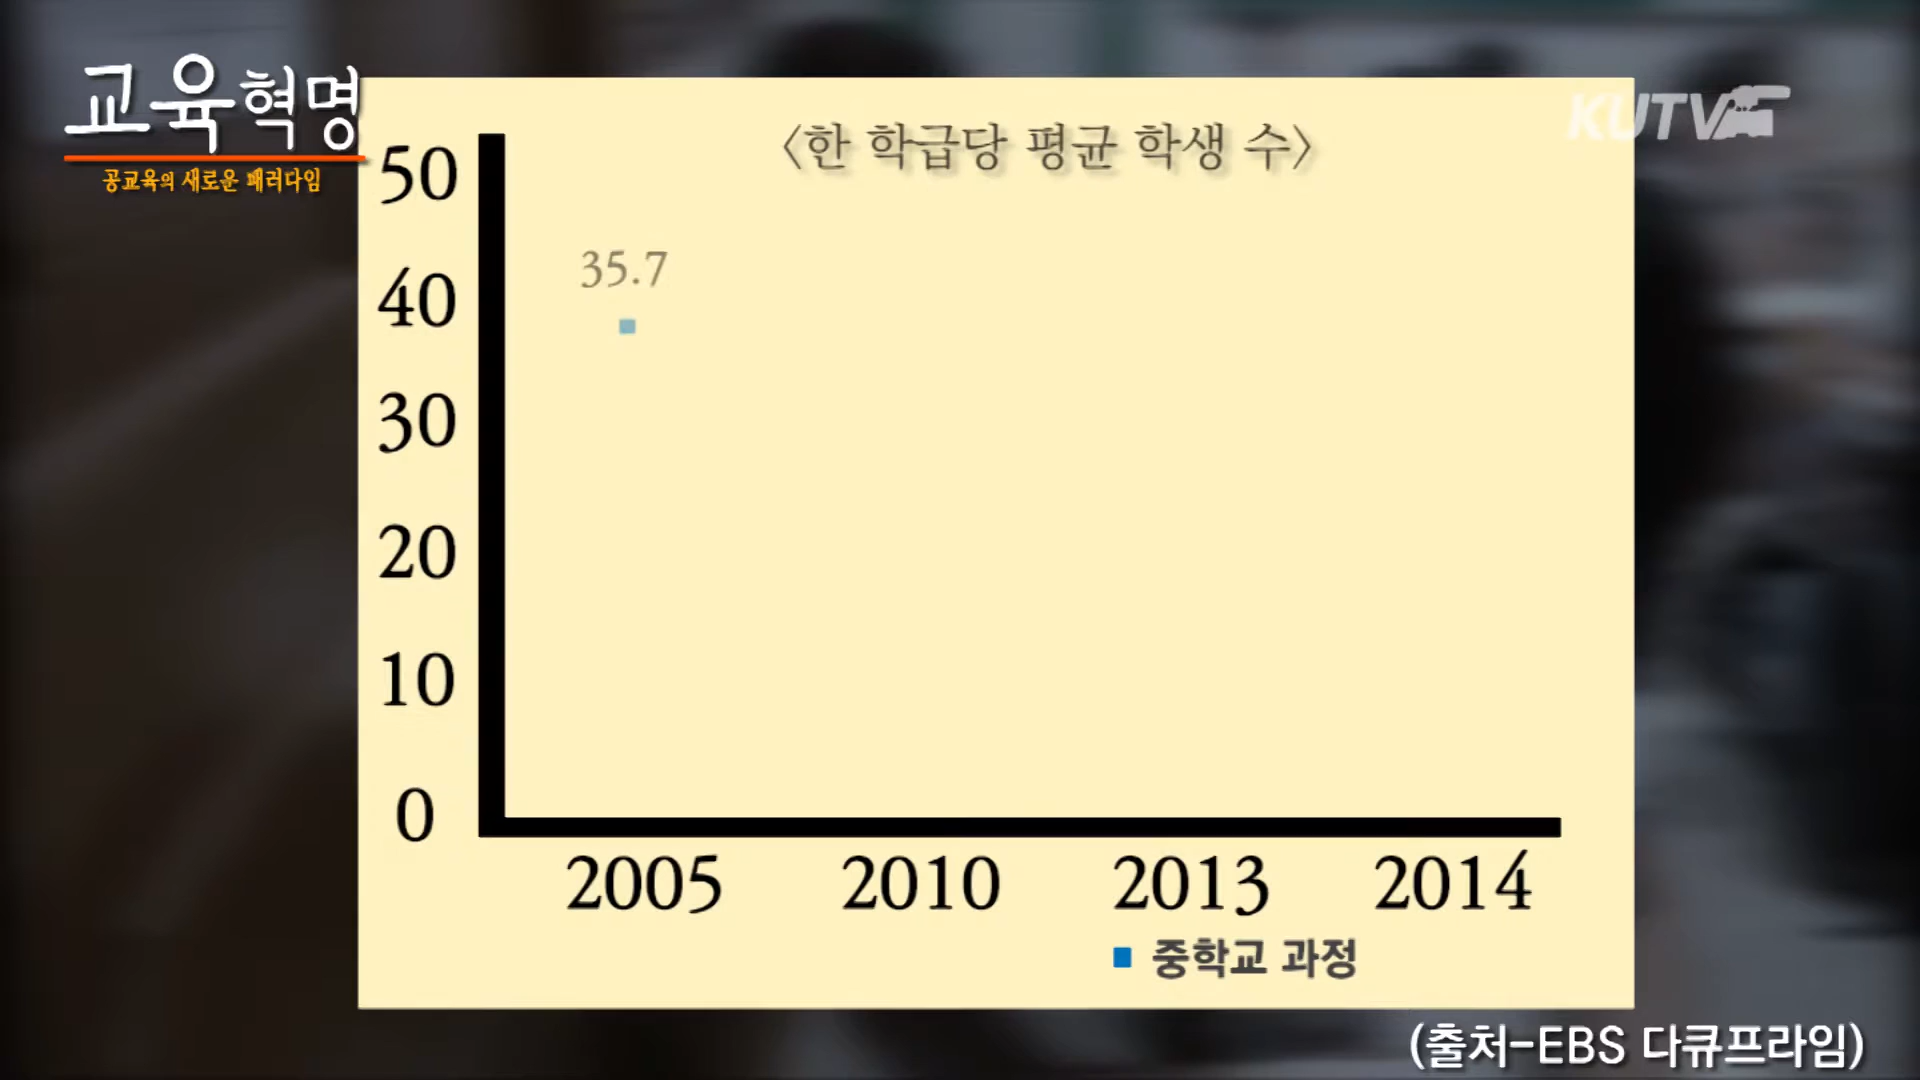 교육혁명
공교육의 새로운 패러다임
KUTV
<한 학급당 평균 학생 수>
50
40
30
20
10
0
35.7
2005 2010 2013 2014
중학교 과정
(출처-EBS 다큐프라임)